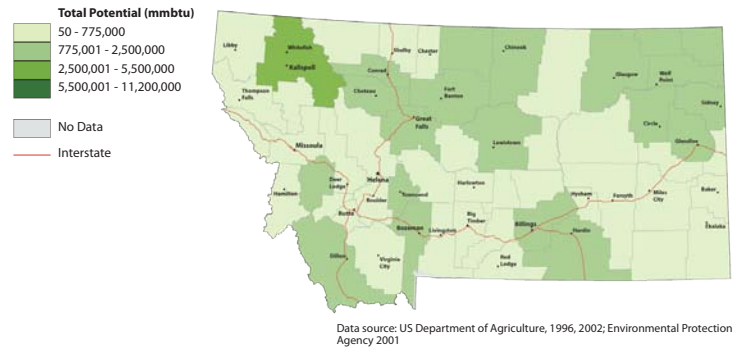 Total Potential (mmbtu)
50 - 775,000
775,001 - 2,500,000
2,500,001 - 5,500,000
5,500,001 - 11,200,000
No Data
Interstate
Libby
Whitefish
Kalispell
Shelby
Chester
Chinook
Conrad
Choteau
Fort
Benton
Glasgow
Wolf
Point
Sidney
Thompson
Falls
Great
Falls
Circle
Glendive
Lewistown
Missoula
Helena
Deer
Lodge
Hamilton
Boulder
Townsend
Harlowton
Hysham
Forsyth
Miles
City
Baker
Ekalaka
Butte
Bozeman
Livingston
Big
Timber
Billings
Hardin
Dillon
Virginia
City
Red
Lodge
Data source: US Department of Agriculture, 1996, 2002; Environmental Protection
Agency 2001